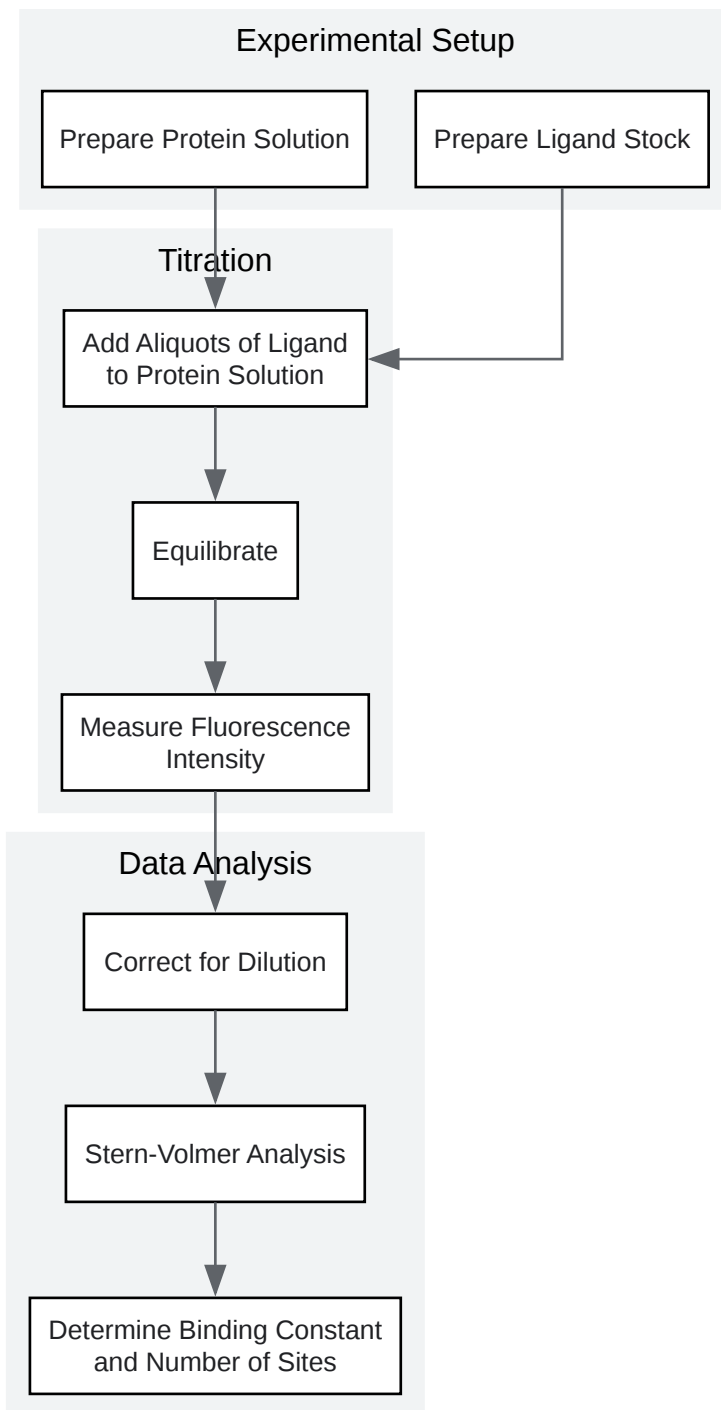 Experimental Setup
Prepare Protein Solution
Prepare Ligand Stock
Titration
Add Aliquots of Ligand
to Protein Solution
Equilibrate
Measure Fluorescence
Intensity
Data Analysis
Correct for Dilution
Stern-Volmer Analysis
Determine Binding Constant
and Number of Sites